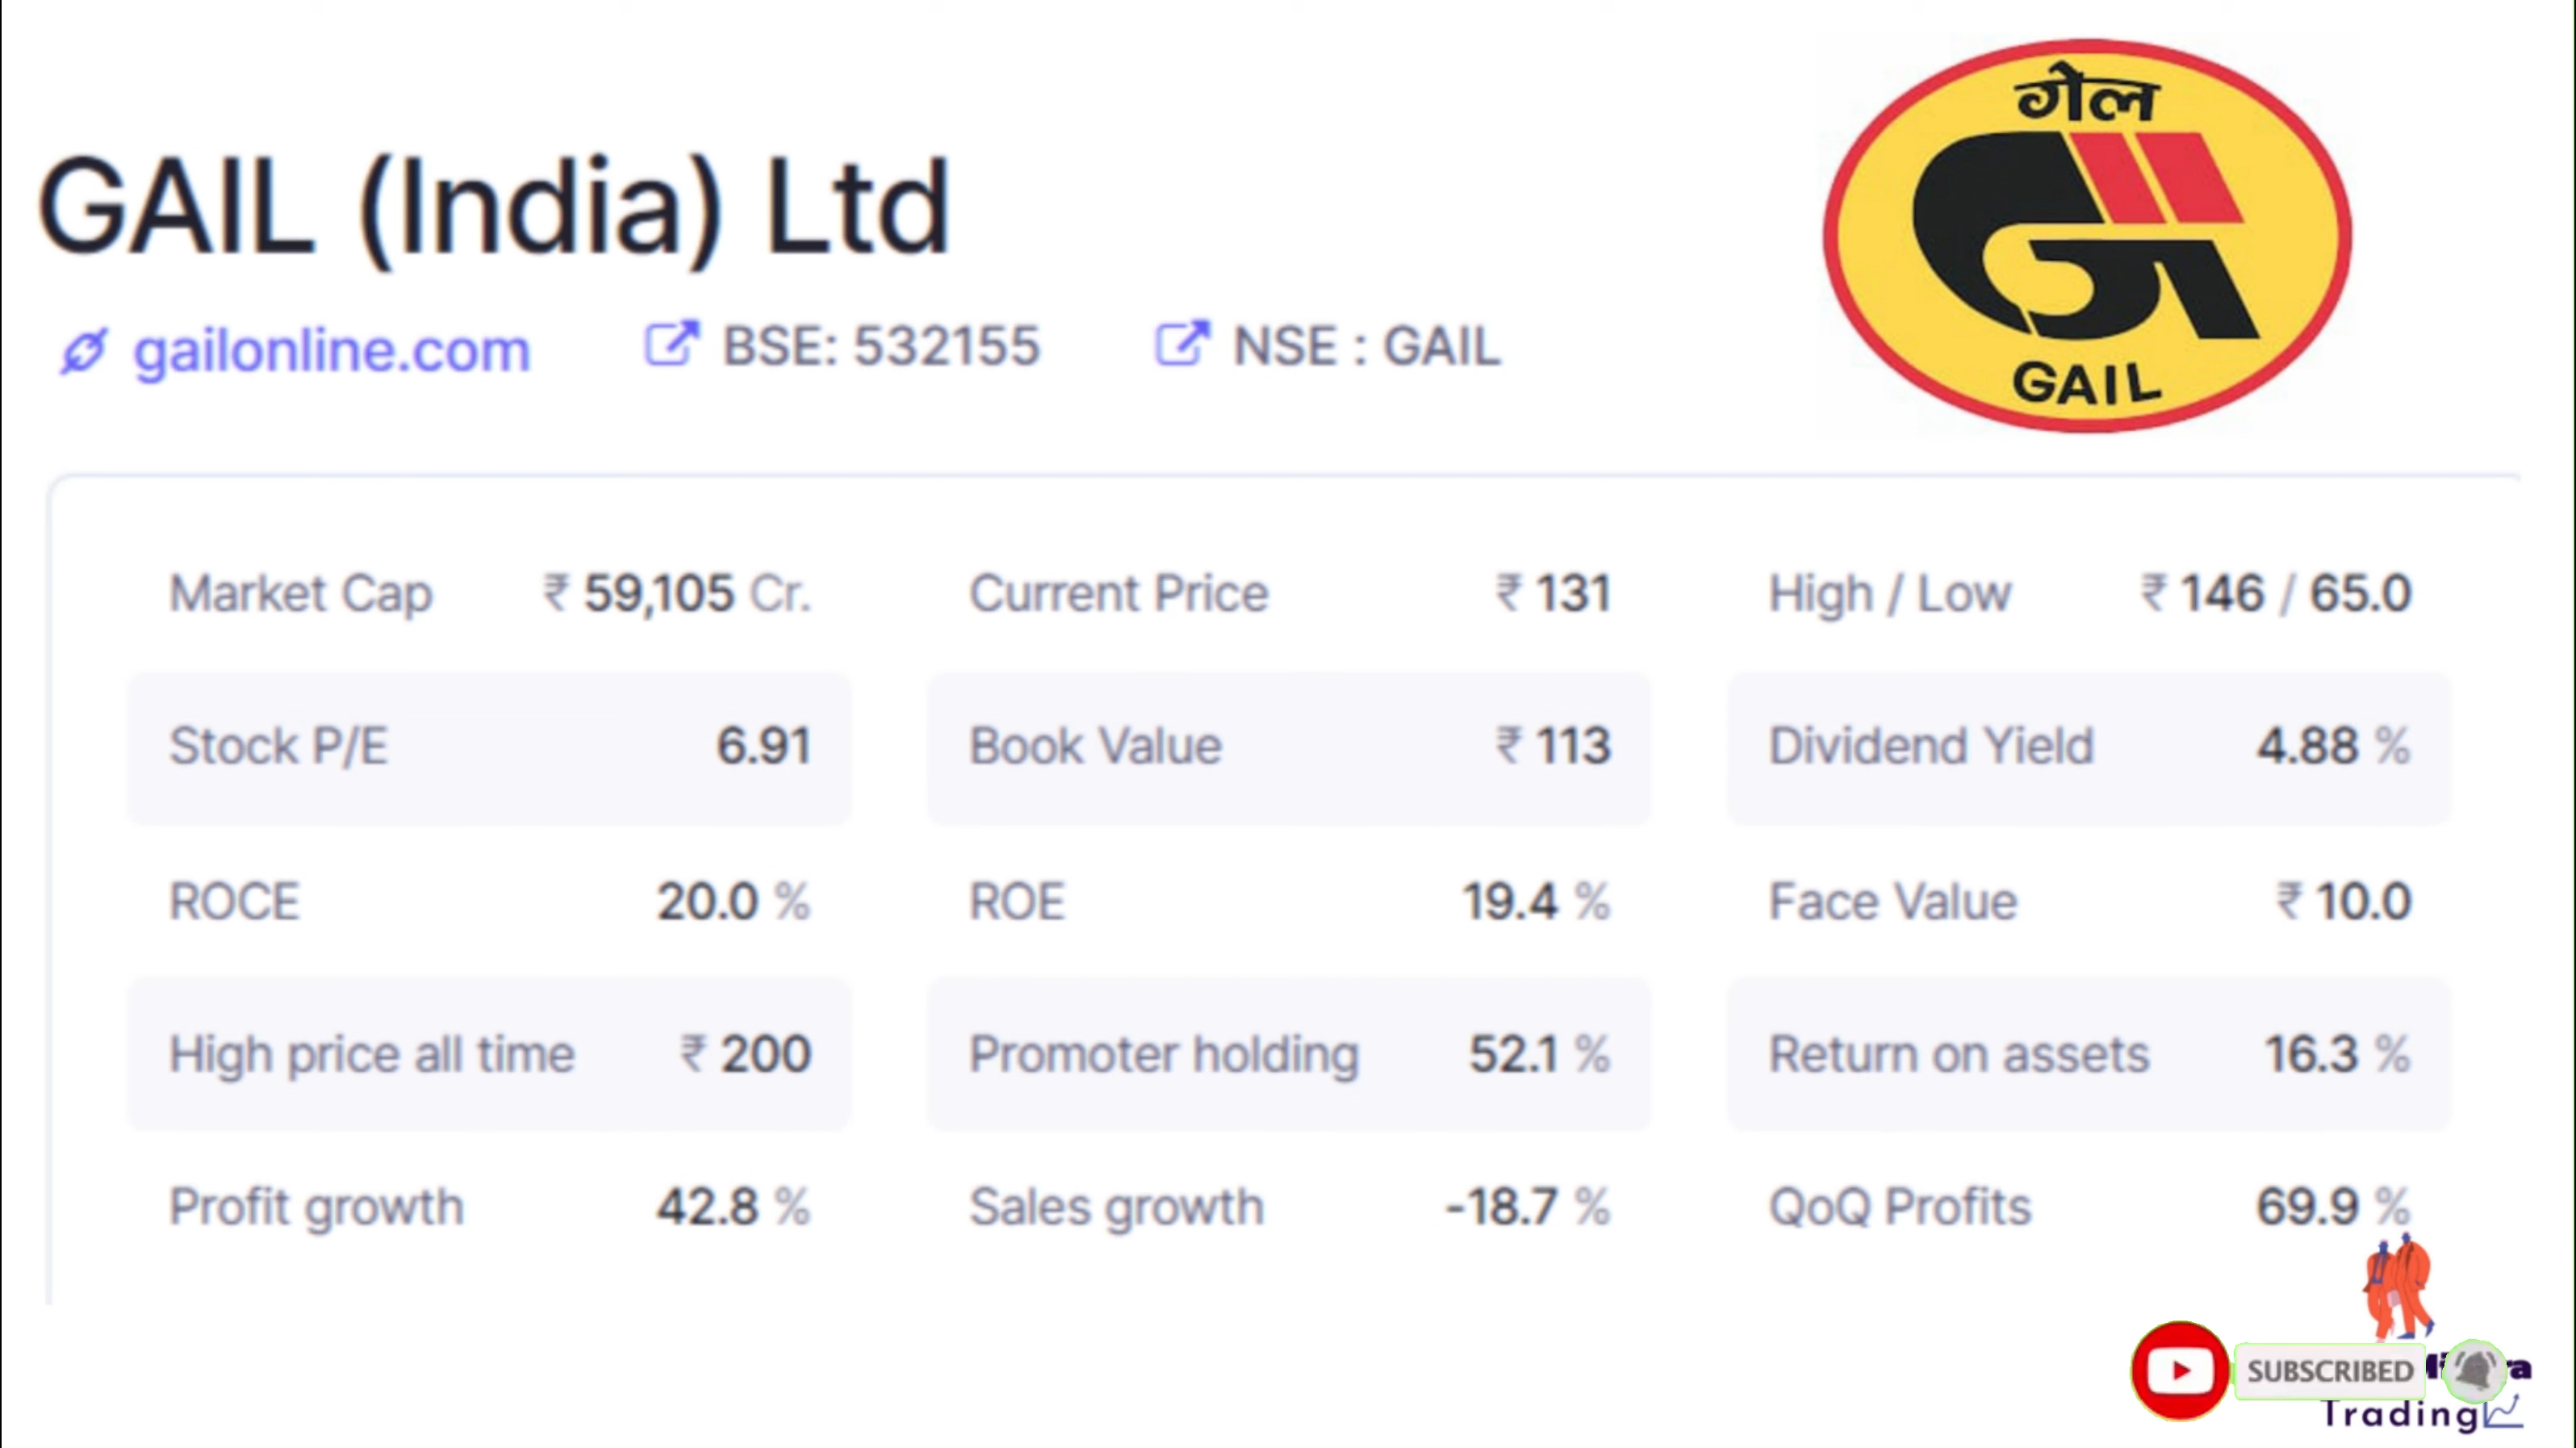 गेल
GAIL (India) Ltd
gailonline.com BSE: 532155 NSE : GAIL
GAIL
Market Cap ₹ 59,105 Cr. Current Price ₹ 131 High / Low ₹ 146 / 65.0
Stock P/E 6.91 Book Value ₹ 113 Dividend Yield 4.88 %
ROCE 20.0 % ROE 19.4 % Face Value ₹ 10.0
High price all time ₹ 200 Promoter holding 52.1 % Return on assets 16.3 %
Profit growth 42.8 % Sales growth -18.7 % QoQ Profits 69.9 %
SUBSCRIBED
Trading